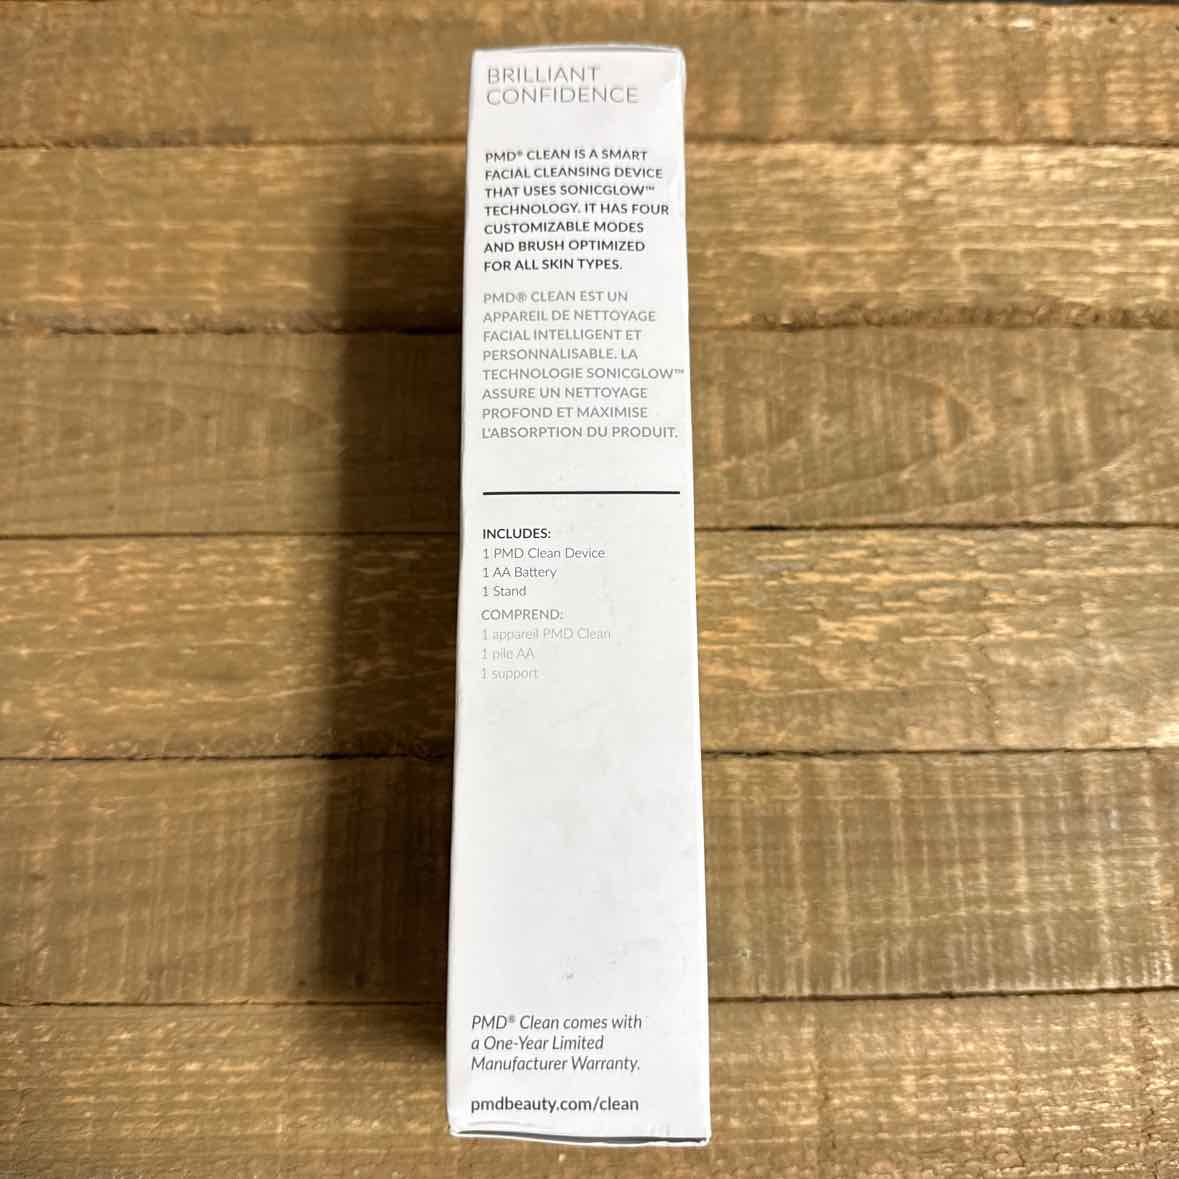 BRILLIANT
CONFIDENCE
PMD® CLEAN IS A SMART
FACIAL CLEANSING DEVICE
THAT USES SONICGLOW™
TECHNOLOGY. IT HAS FOUR
CUSTOMIZABLE MODES
AND BRUSH OPTIMIZED
FOR ALL SKIN TYPES.
PMD® CLEAN EST UN
APPAREIL DE NETTOYAGE
FACIAL INTELLIGENT ET
PERSONNALISABLE. LA
TECHNOLOGIE SONICGLOW™
ASSURE UN NETTOYAGE
PROFOND ET MAXIMISE
L'ABSORPTION DU PRODUIT.
INCLUDES:
1 PMD Clean Device
1 AA Battery
1 Stand
COMPREND:
1 appareil PMD Clean
1 pile AA
1 support
PMD® Clean comes with
a One-Year Limited
Manufacturer Warranty.
pmdbeauty.com/clean